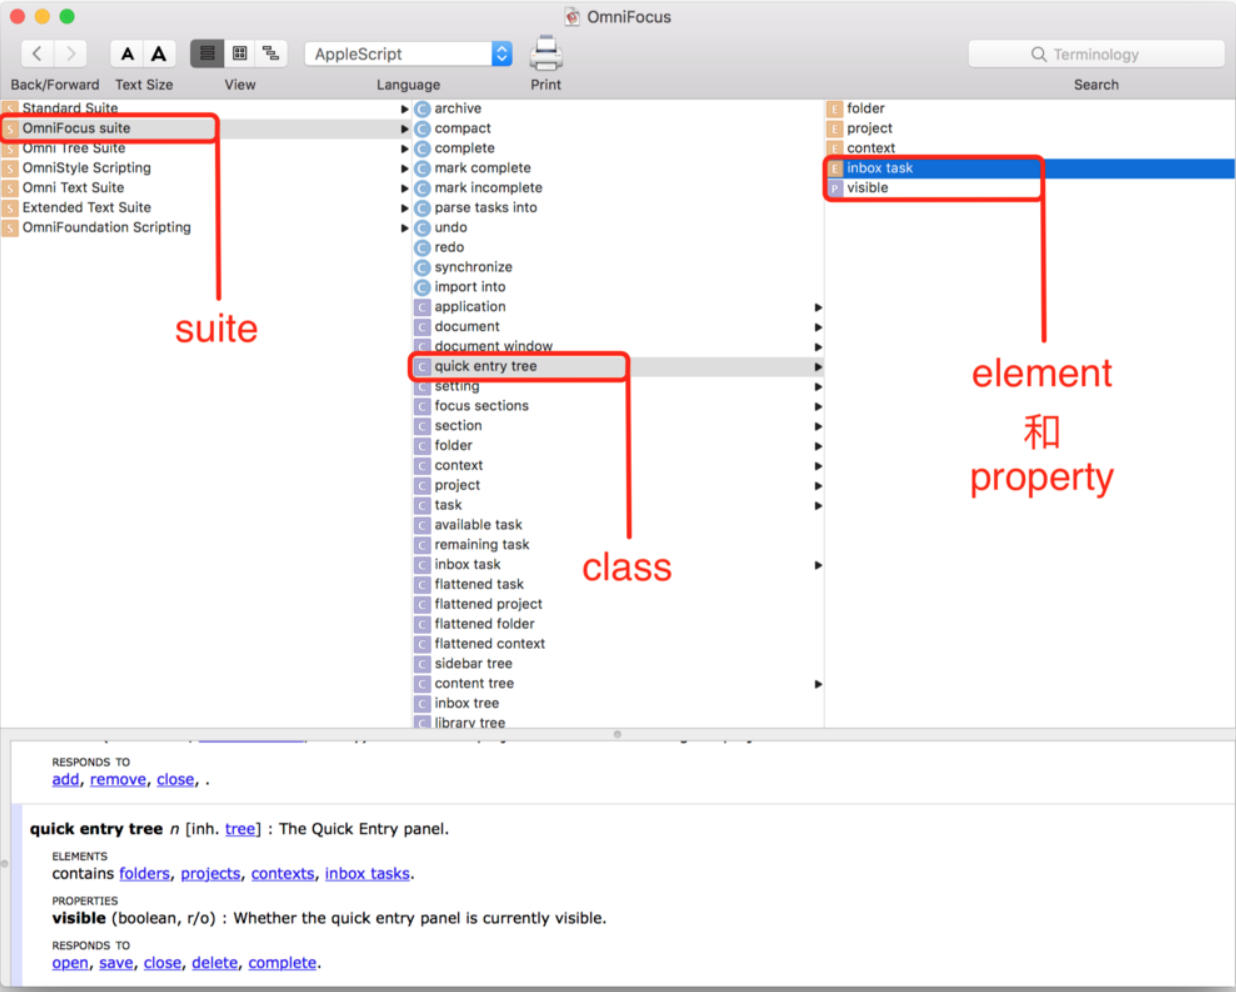 OmniFocus
AppleScript
Terminology
Back/Forward
Text Size
View
Language
Print
Search
Standard Suite
OmniFocus suite
Omni Tree Suite
OmniStyle Scripting
Omni Text Suite
Extended Text Suite
OmniFoundation Scripting
suite
archive
compact
complete
mark complete
mark incomplete
parse tasks into
undo
redo
synchronize
import into
application
document
document window
quick entry tree
setting
focus sections
section
folder
context
project
task
available task
remaining task
inbox task
flattened task
flattened project
flattened folder
flattened context
sidebar tree
content tree
inbox tree
library tree
class
folder
project
context
inbox task
visible
element
和
property
RESPONDS TO
add, remove, close, .
quick entry tree n [inh. tree] : The Quick Entry panel.
ELEMENTS
contains folders, projects, contexts, inbox tasks.
PROPERTIES
visible (boolean, r/o) : Whether the quick entry panel is currently visible.
RESPONDS TO
open, save, close, delete, complete.